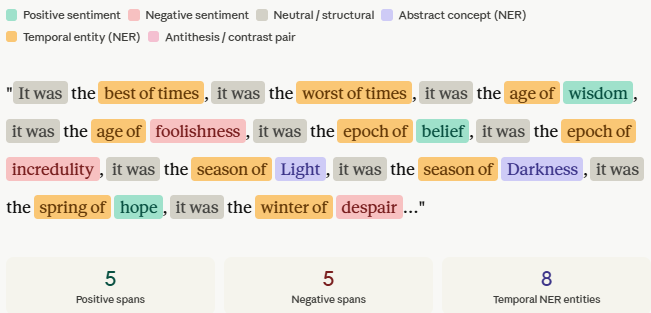 Positive sentiment Negative sentiment Neutral / structural Abstract concept (NER)
Temporal entity (NER) Antithesis / contrast pair
"It was the best of times, it was the worst of times, it was the age of wisdom,
it was the age of foolishness, it was the epoch of belief, it was the epoch of
incredulity, it was the season of Light, it was the season of Darkness, it was
the spring of hope, it was the winter of despair..."
5 5 8
Positive spans Negative spans Temporal NER entities